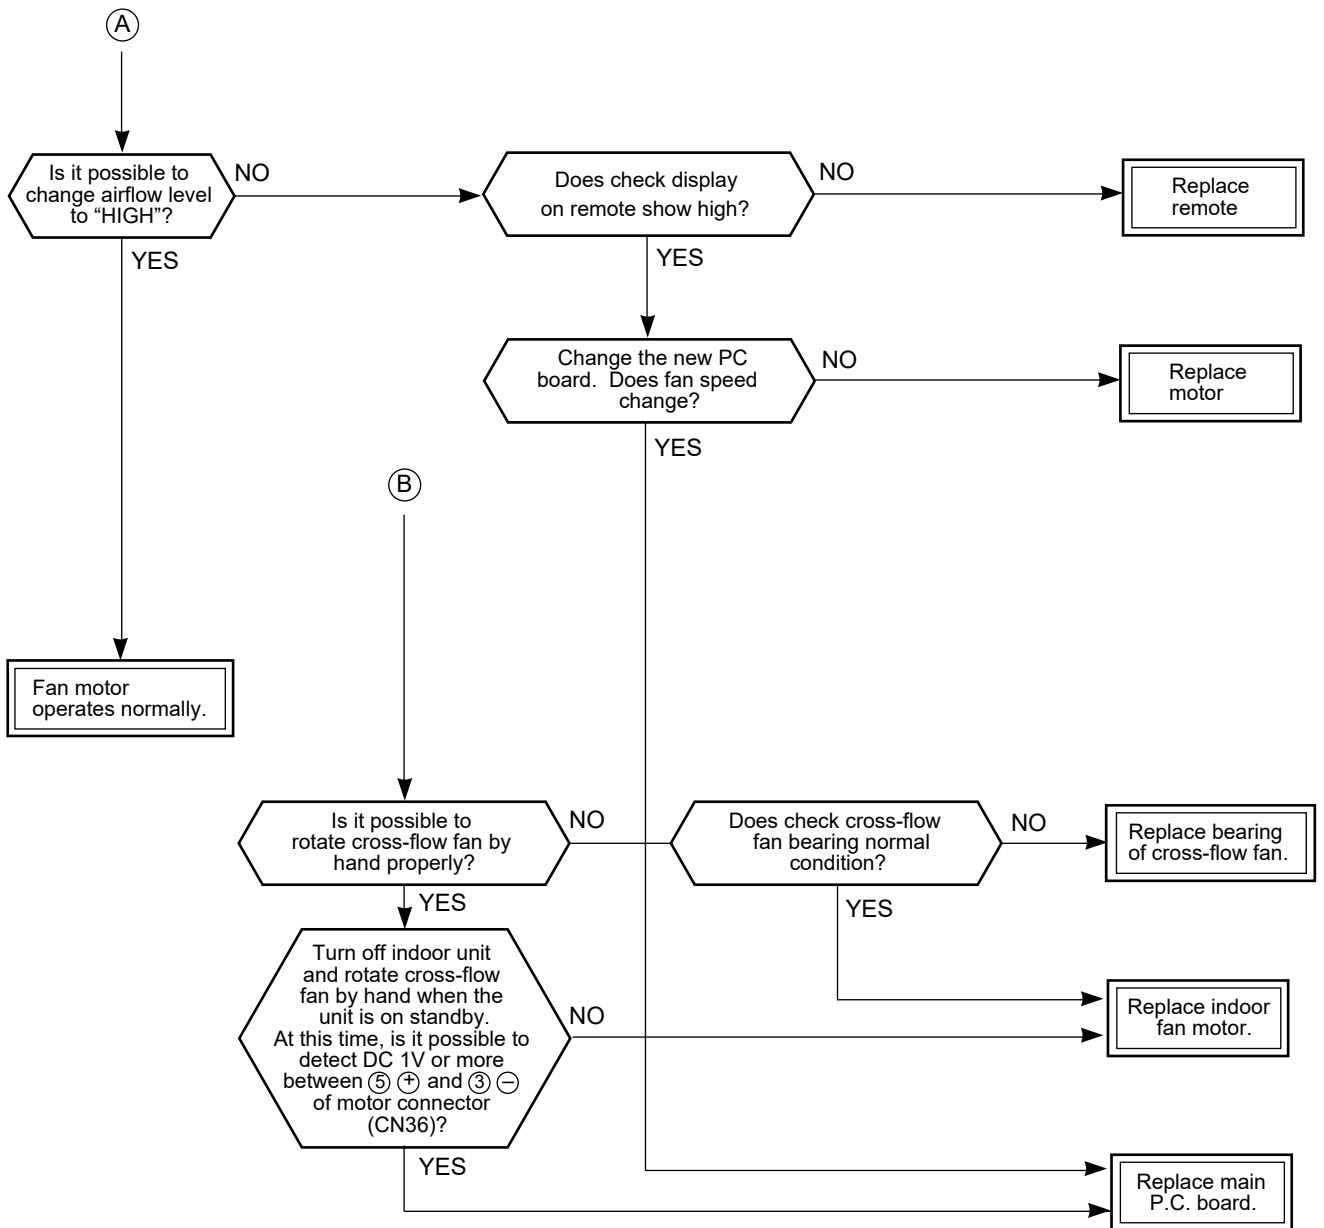 A
Is it possible to
change airflow level
to “HIGH”?
NO
YES
Does check display
on remote show high?
NO
YES
Replace
remote
Change the new PC
board.  Does fan speed
change?
NO
YES
Replace
motor
B
Fan motor
operates normally.
Is it possible to
rotate cross-flow fan by
hand properly?
NO
YES
Does check cross-flow
fan bearing normal
condition?
NO
YES
Replace bearing
of cross-flow fan.
Turn off indoor unit
and rotate cross-flow
fan by hand when the
unit is on standby.
At this time, is it possible to
detect DC 1V or more
between ⑤ ⊕ and ③ ⊖
of motor connector
(CN36)?
NO
YES
Replace indoor
fan motor.
Replace main
P.C. board.